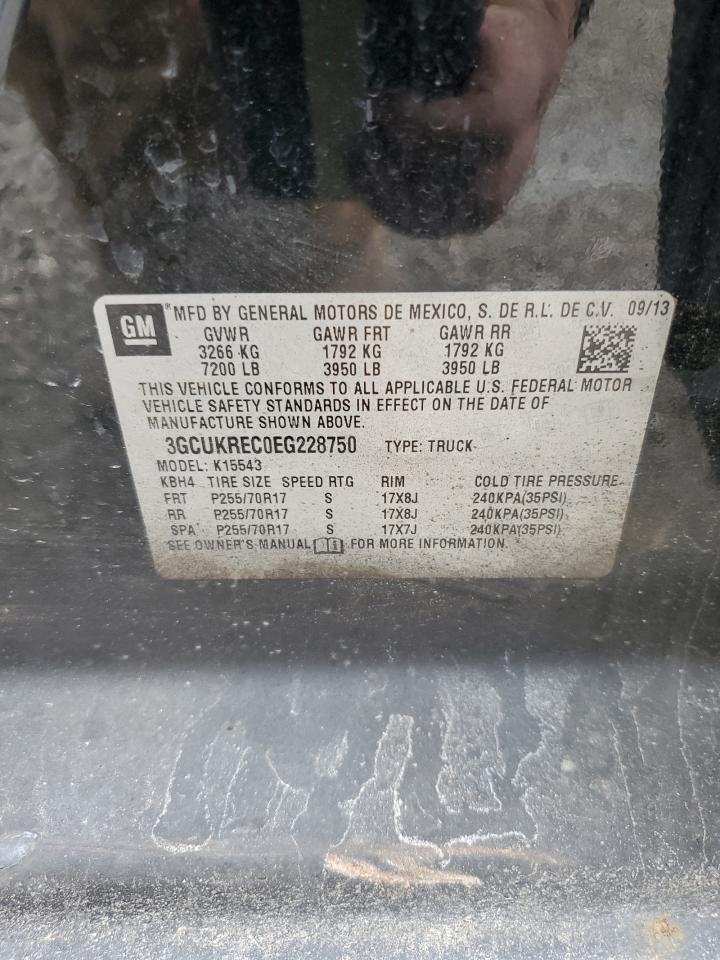 GM ® MFD BY GENERAL MOTORS DE MEXICO, S. DE R.L. DE C.V. 09/13
GVWR GAWR FRT GAWR RR
3266 KG 1792 KG 1792 KG
7200 LB 3950 LB 3950 LB
THIS VEHICLE CONFORMS TO ALL APPLICABLE U.S. FEDERAL MOTOR
VEHICLE SAFETY STANDARDS IN EFFECT ON THE DATE OF
MANUFACTURE SHOWN ABOVE.
3GCUKREC0EG228750 TYPE: TRUCK
MODEL: K15543
KBH4 TIRE SIZE SPEED RTG RIM COLD TIRE PRESSURE
FRT P255/70R17 S 17X8J 240KPA(35PSI)
RR P255/70R17 S 17X8J 240KPA(35PSI)
SPA P255/70R17 S 17X7J 240KPA(35PSI)
SEE OWNER'S MANUAL FOR MORE INFORMATION.